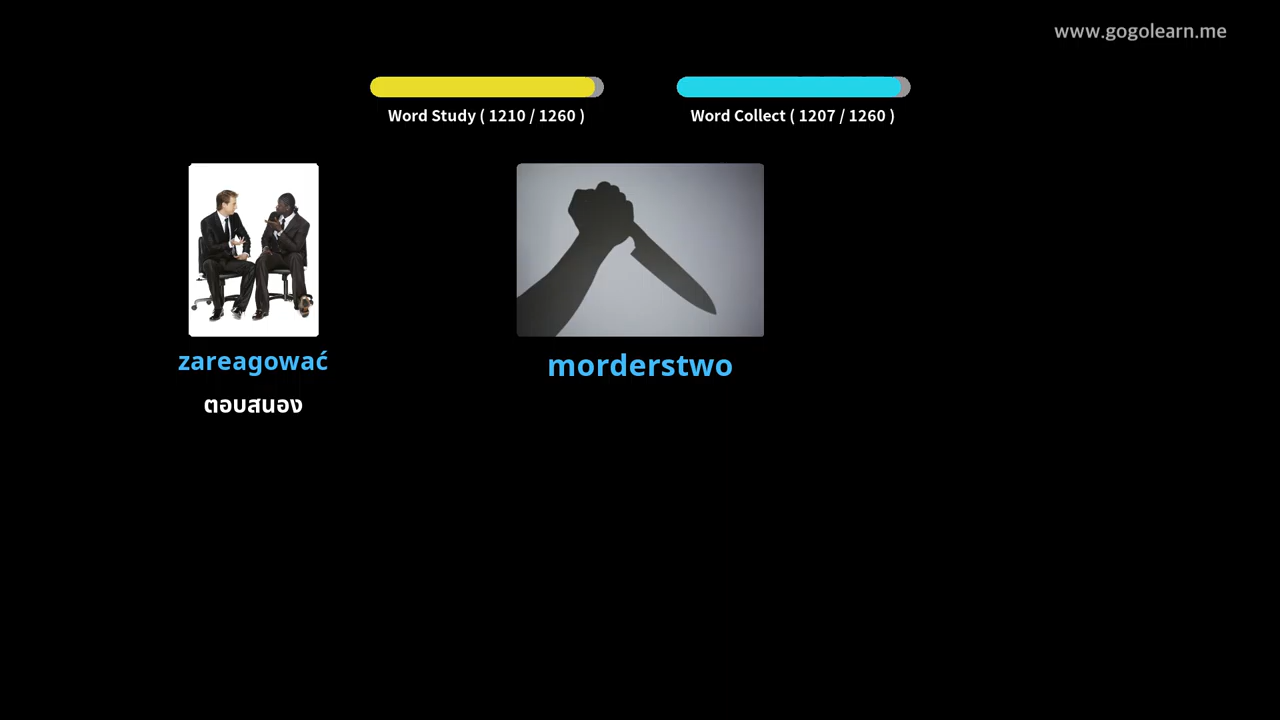 www.gogolearn.me
Word Study ( 1210 / 1260 )
Word Collect ( 1207 / 1260 )
zareagować
ตอบสนอง
morderstwo